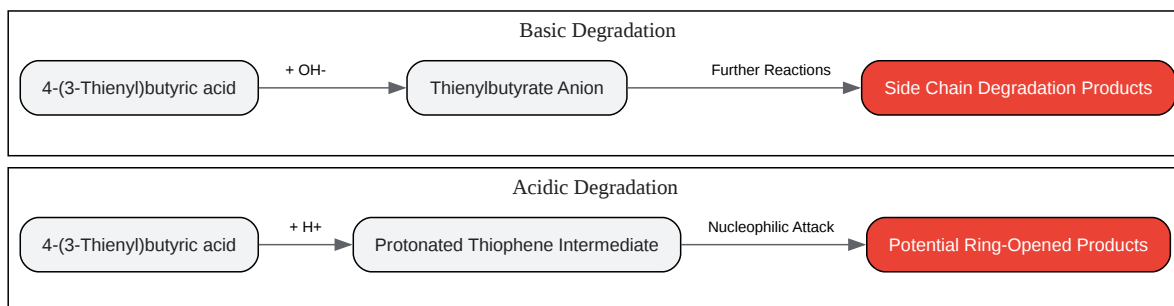 Basic Degradation
4-(3-Thienyl)butyric acid
+ OH-
Thienylbutyrate Anion
Further Reactions
Side Chain Degradation Products
Acidic Degradation
4-(3-Thienyl)butyric acid
+ H+
Protonated Thiophene Intermediate
Nucleophilic Attack
Potential Ring-Opened Products